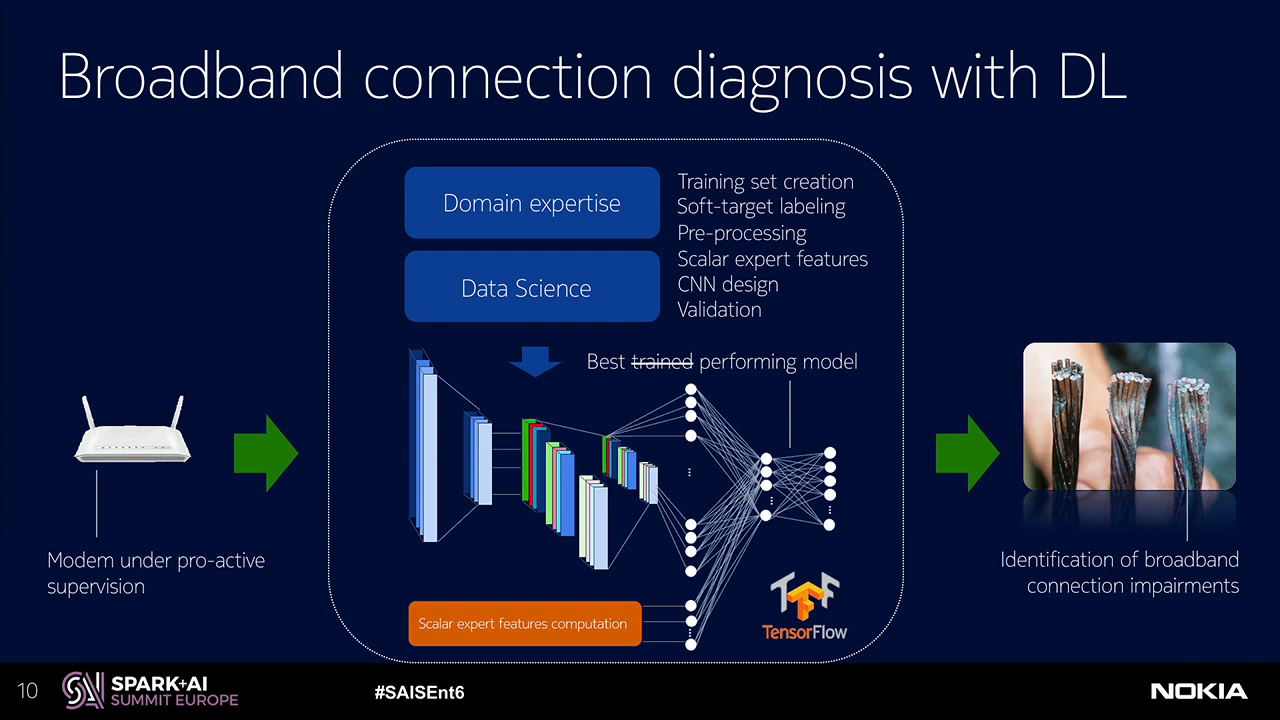 Broadband connection diagnosis with DL
Domain expertise
Data Science
Training set creation
Soft-target labeling
Pre-processing
Scalar expert features
CNN design
Validation
Best trained performing model
Modem under pro-active
supervision
Identification of broadband
connection impairments
Scalar expert features computation
TensorFlow
10
SPARK+AI
SUMMIT EUROPE
#SAISEnt6
NOKIA